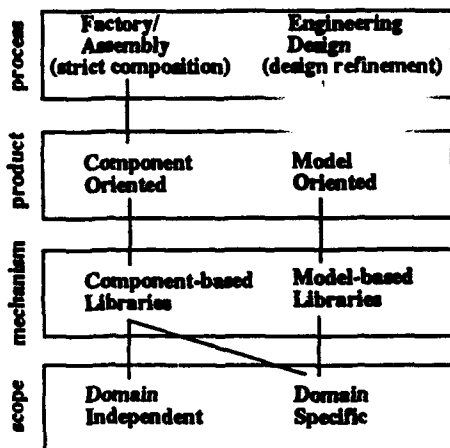 process
Factory/
Assembly
(strict composition)
Engineering
Design
(design refinement)
product
Component
Oriented
Model
Oriented
mechanism
Component-based
Libraries
Model-based
Libraries
scope
Domain
Independent
Domain
Specific